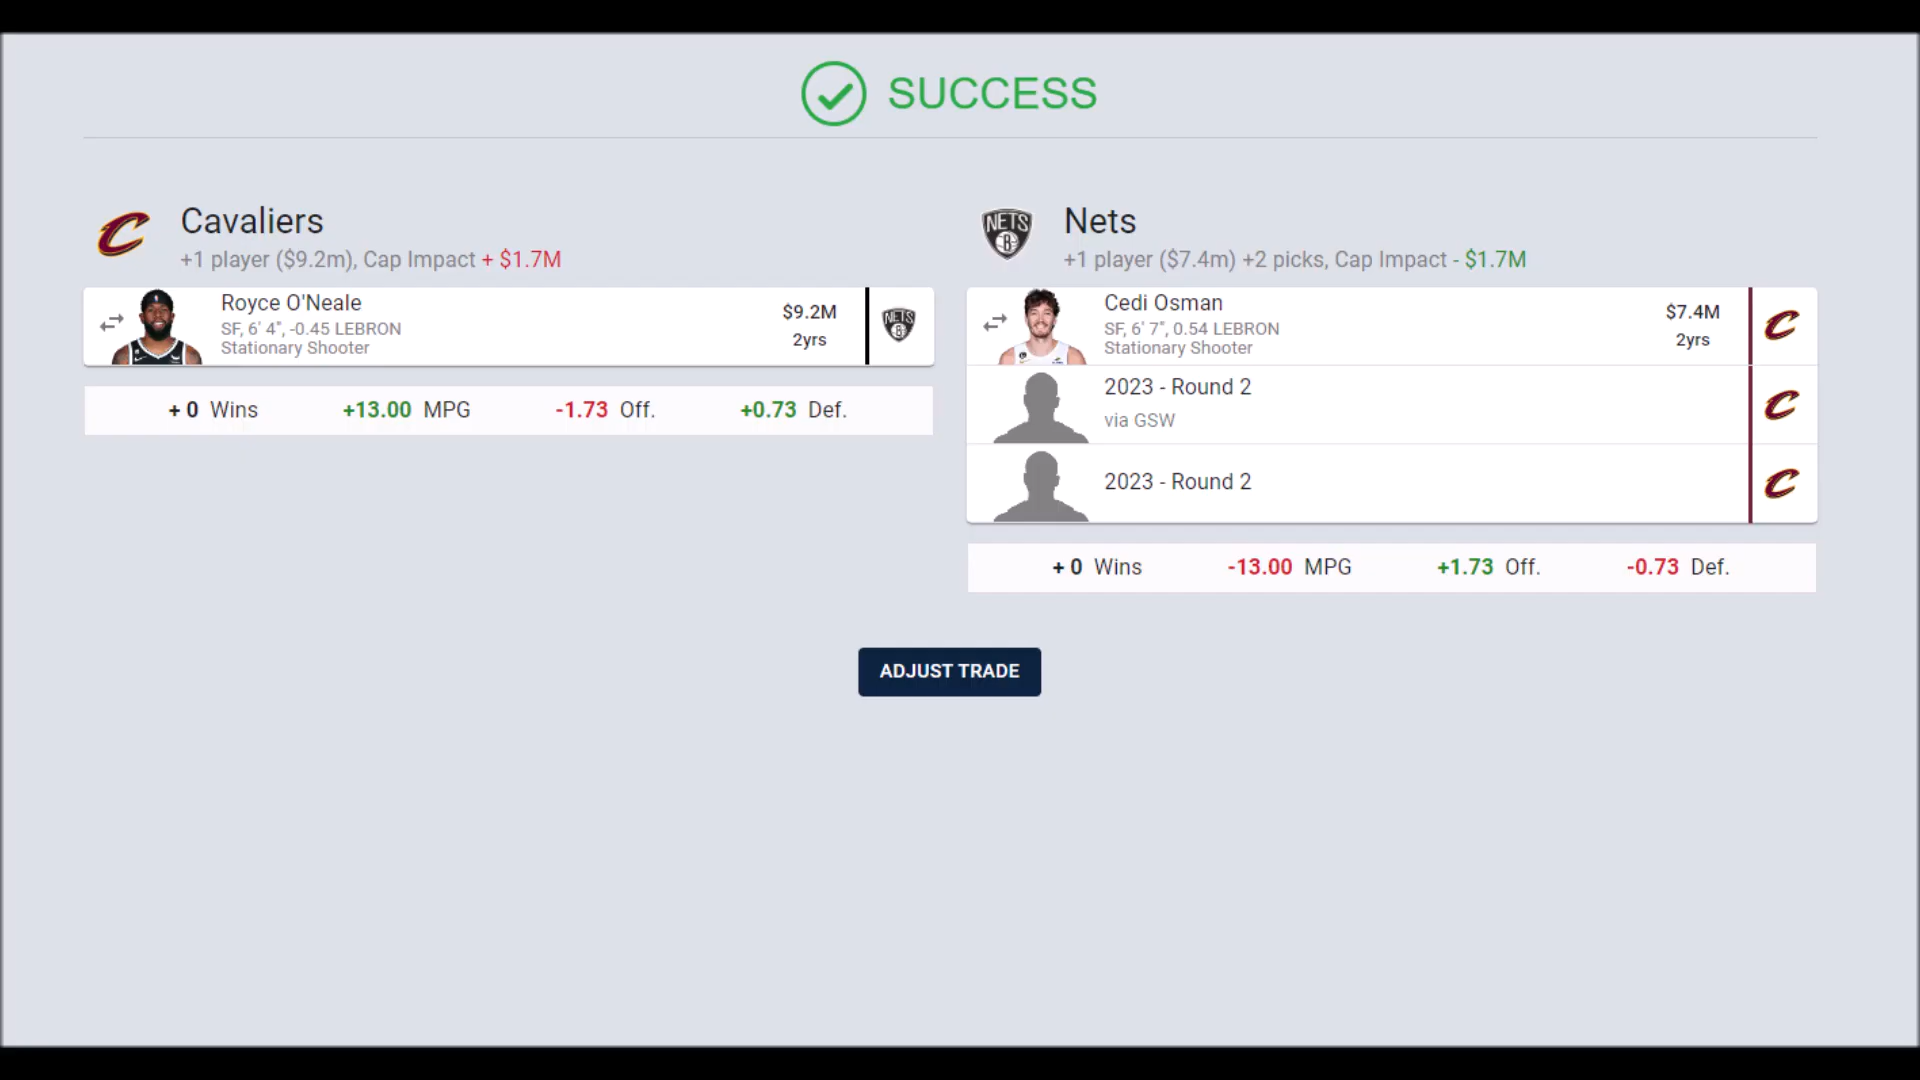 SUCCESS
Cavaliers
+1 player ($9.2m), Cap Impact + $1.7M
Royce O'Neale
SF, 6' 4", -0.45 LEBRON
Stationary Shooter
$9.2M
2yrs
NETS
B
+ 0 Wins +13.00 MPG -1.73 Off. +0.73 Def.
NETS
B
Nets
+1 player ($7.4m) +2 picks, Cap Impact - $1.7M
Cedi Osman
SF, 6' 7", 0.54 LEBRON
Stationary Shooter
$7.4M
2yrs
C
2023 - Round 2
via GSW
C
2023 - Round 2
C
+ 0 Wins -13.00 MPG +1.73 Off. -0.73 Def.
ADJUST TRADE